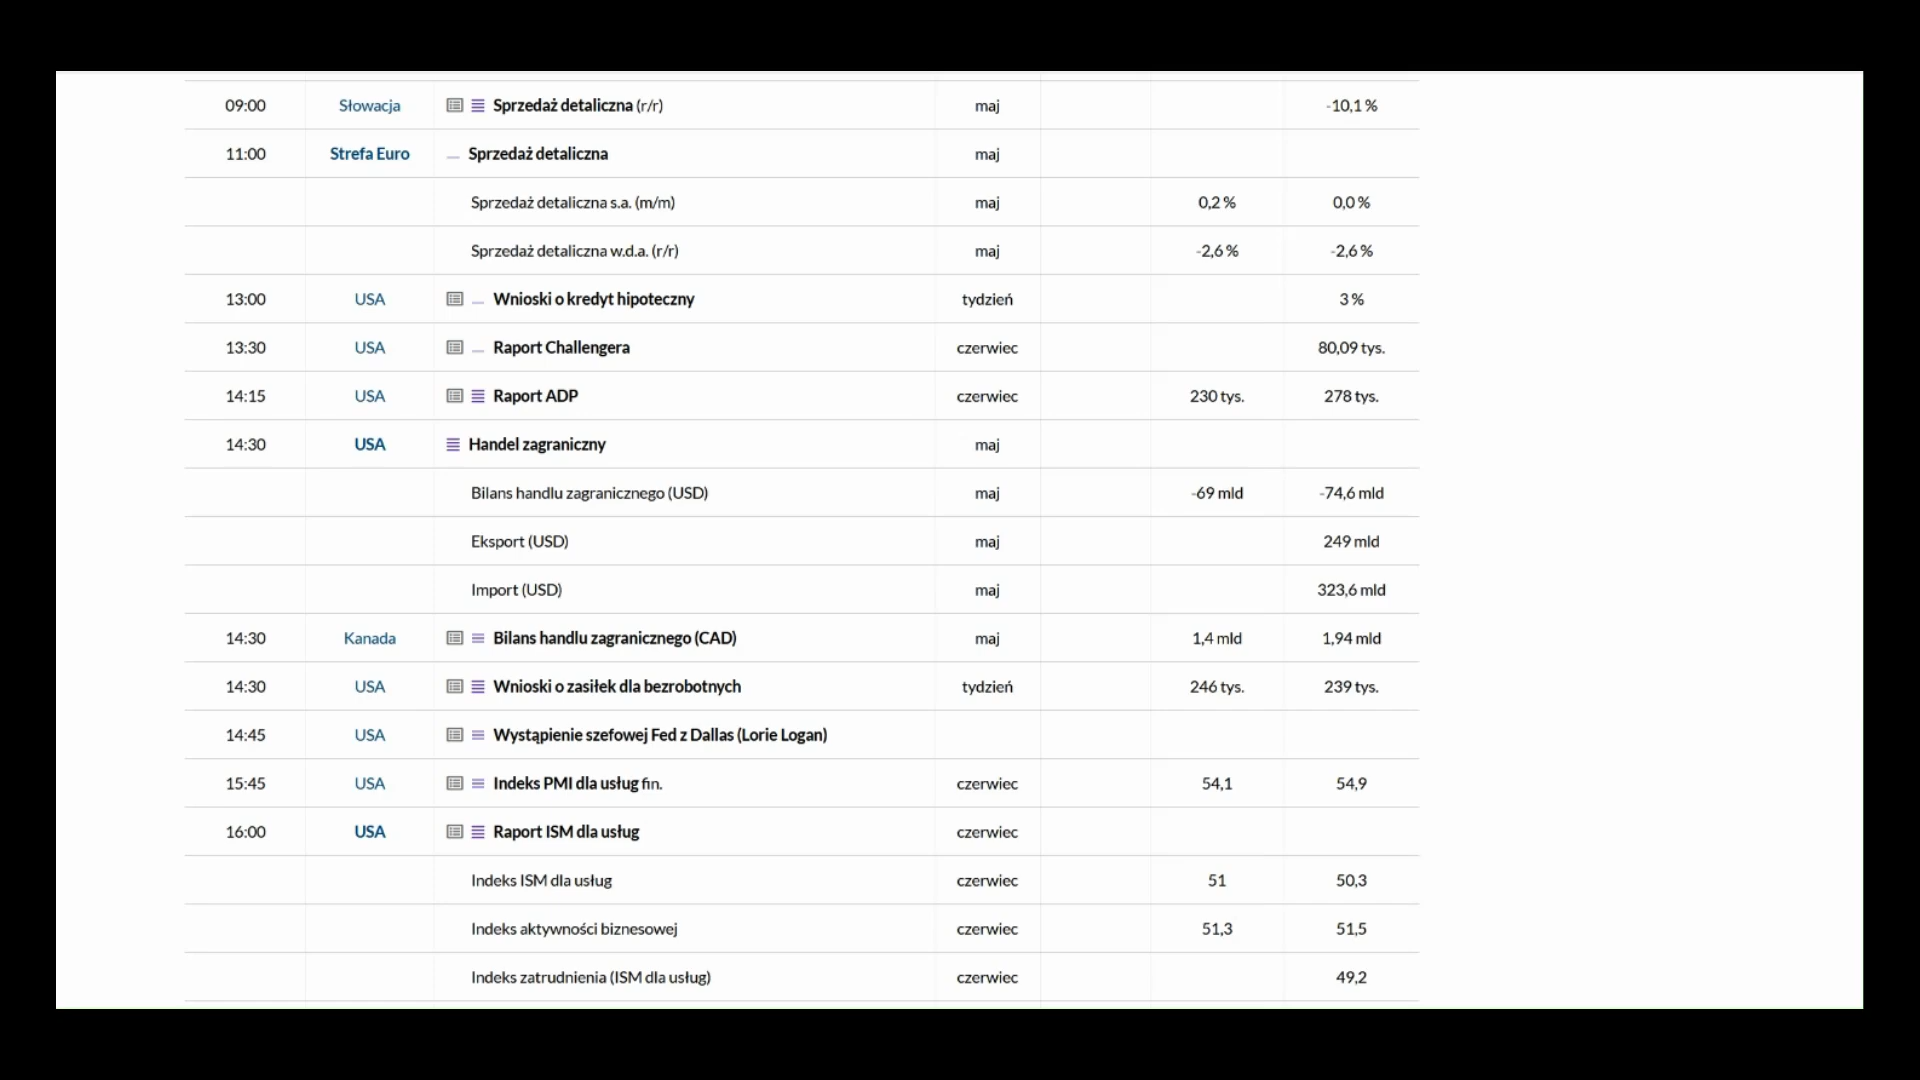 09:00 Słowacja Sprzedaż detaliczna (r/r) maj -10,1 %
11:00 Strefa Euro Sprzedaż detaliczna maj
Sprzedaż detaliczna s.a. (m/m) maj 0,2 % 0,0 %
Sprzedaż detaliczna w.d.a. (r/r) maj -2,6 % -2,6 %
13:00 USA Wnioski o kredyt hipoteczny tydzień 3 %
13:30 USA Raport Challengera czerwiec 80,09 tys.
14:15 USA Raport ADP czerwiec 230 tys. 278 tys.
14:30 USA Handel zagraniczny maj
Bilans handlu zagranicznego (USD) maj -69 mld -74,6 mld
Eksport (USD) maj 249 mld
Import (USD) maj 323,6 mld
14:30 Kanada Bilans handlu zagranicznego (CAD) maj 1,4 mld 1,94 mld
14:30 USA Wnioski o zasiłek dla bezrobotnych tydzień 246 tys. 239 tys.
14:45 USA Wystąpienie szefowej Fed z Dallas (Lorie Logan)
15:45 USA Indeks PMI dla usług fin. czerwiec 54,1 54,9
16:00 USA Raport ISM dla usług czerwiec
Indeks ISM dla usług czerwiec 51 50,3
Indeks aktywności biznesowej czerwiec 51,3 51,5
Indeks zatrudnienia (ISM dla usług) czerwiec 49,2